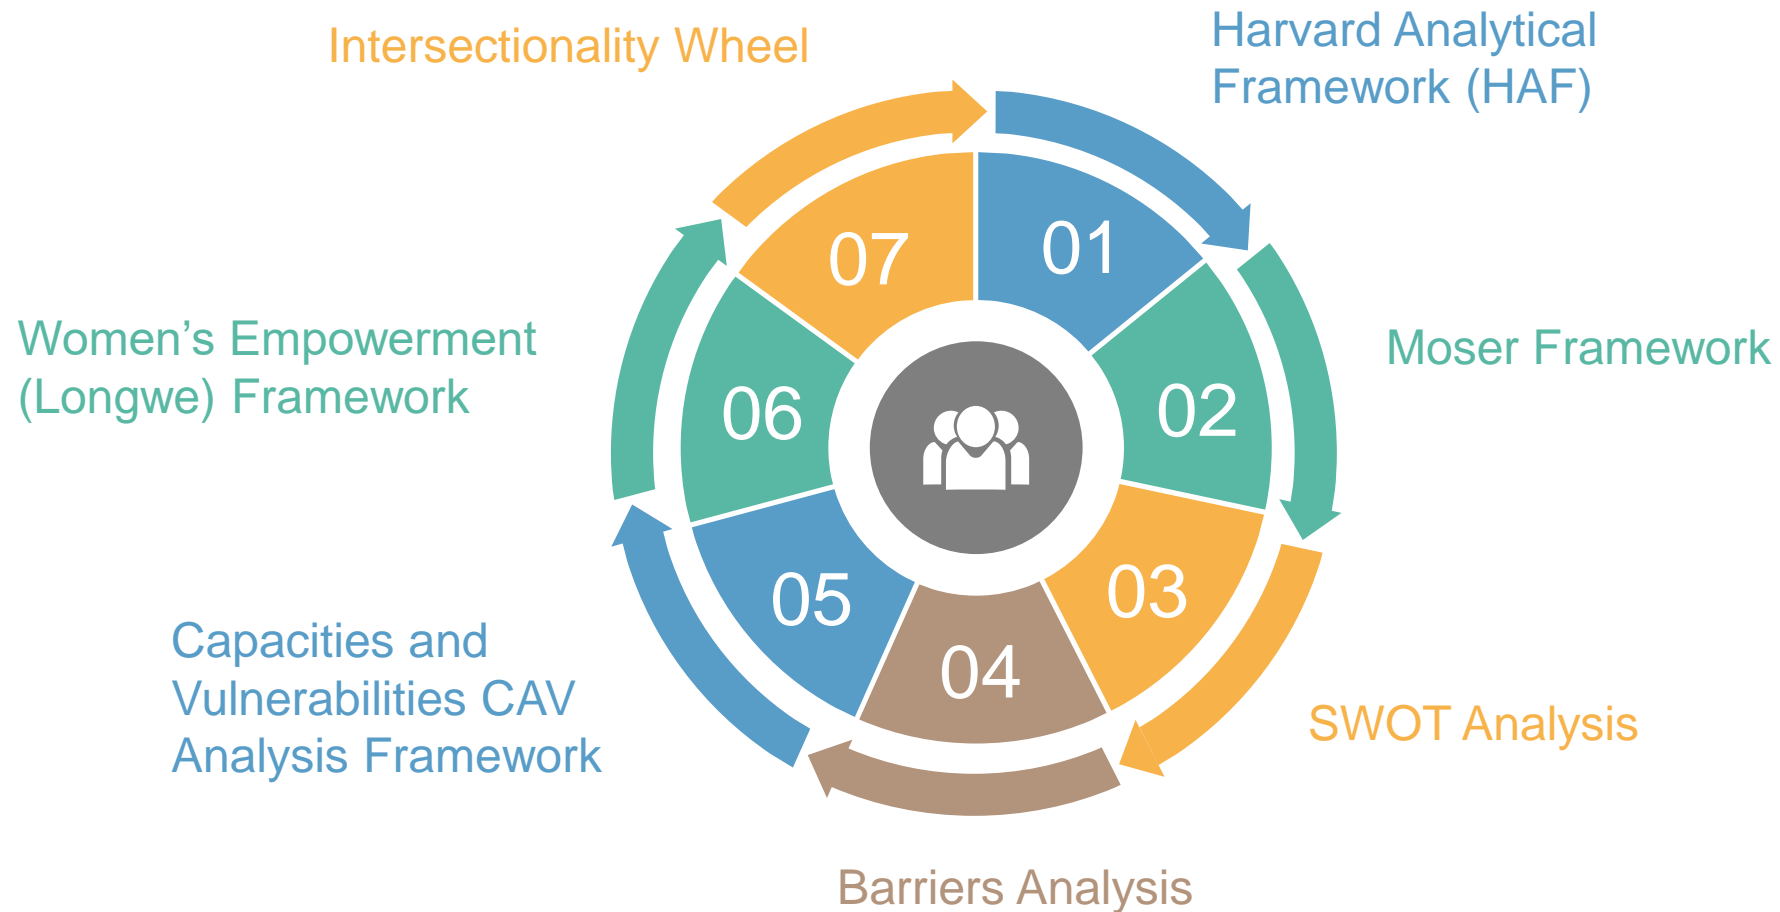 Intersectionality Wheel
Harvard Analytical
Framework (HAF)
07
01
Women’s Empowerment
(Longwe) Framework
Moser Framework
06
02
05
03
Capacities and
Vulnerabilities CAV
Analysis Framework
04
SWOT Analysis
Barriers Analysis